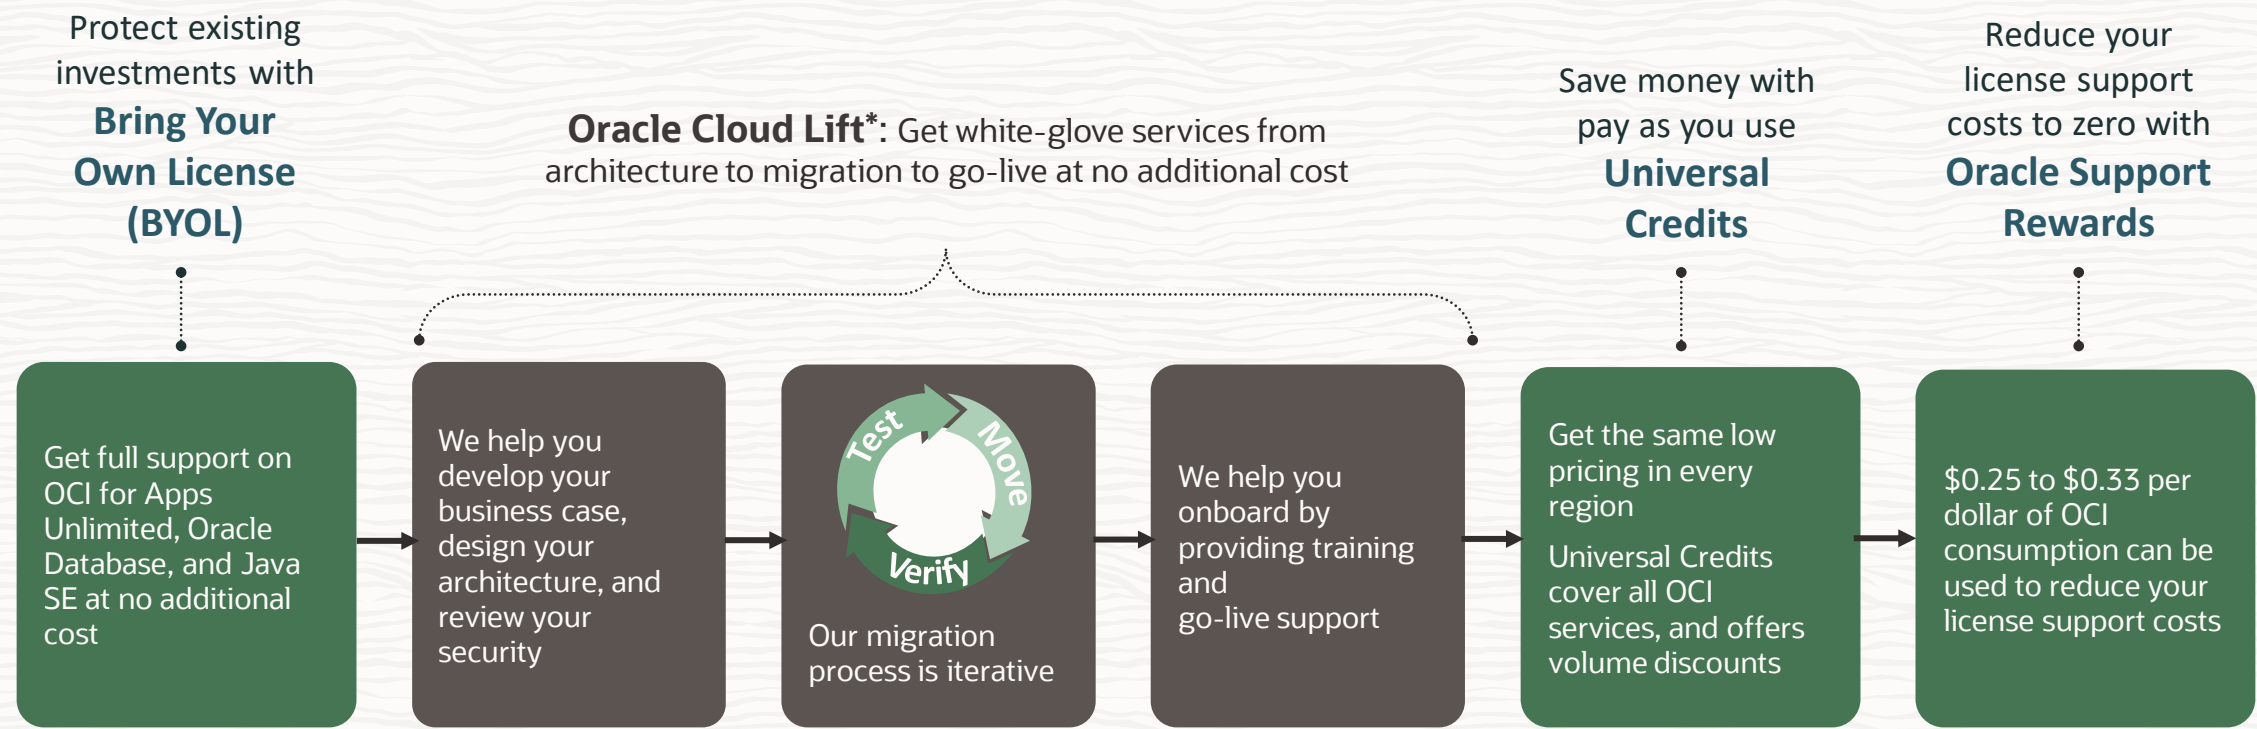 Protect existing
investments with
Bring Your
Own License
(BYOL)
Oracle Cloud Lift*: Get white-glove services from
architecture to migration to go-live at no additional cost
Save money with
pay as you use
Universal
Credits
Reduce your
license support
costs to zero with
Oracle Support
Rewards
Get full support on
OCI for Apps
Unlimited, Oracle
Database, and Java
SE at no additional
cost
We help you
develop your
business case,
design your
architecture, and
review your
security
Test
Move
Verify
Our migration
process is iterative
We help you
onboard by
providing training
and
go-live support
Get the same low
pricing in every
region
Universal Credits
cover all OCI
services, and offers
volume discounts
$0.25 to $0.33 per
dollar of OCI
consumption can be
used to reduce your
license support costs